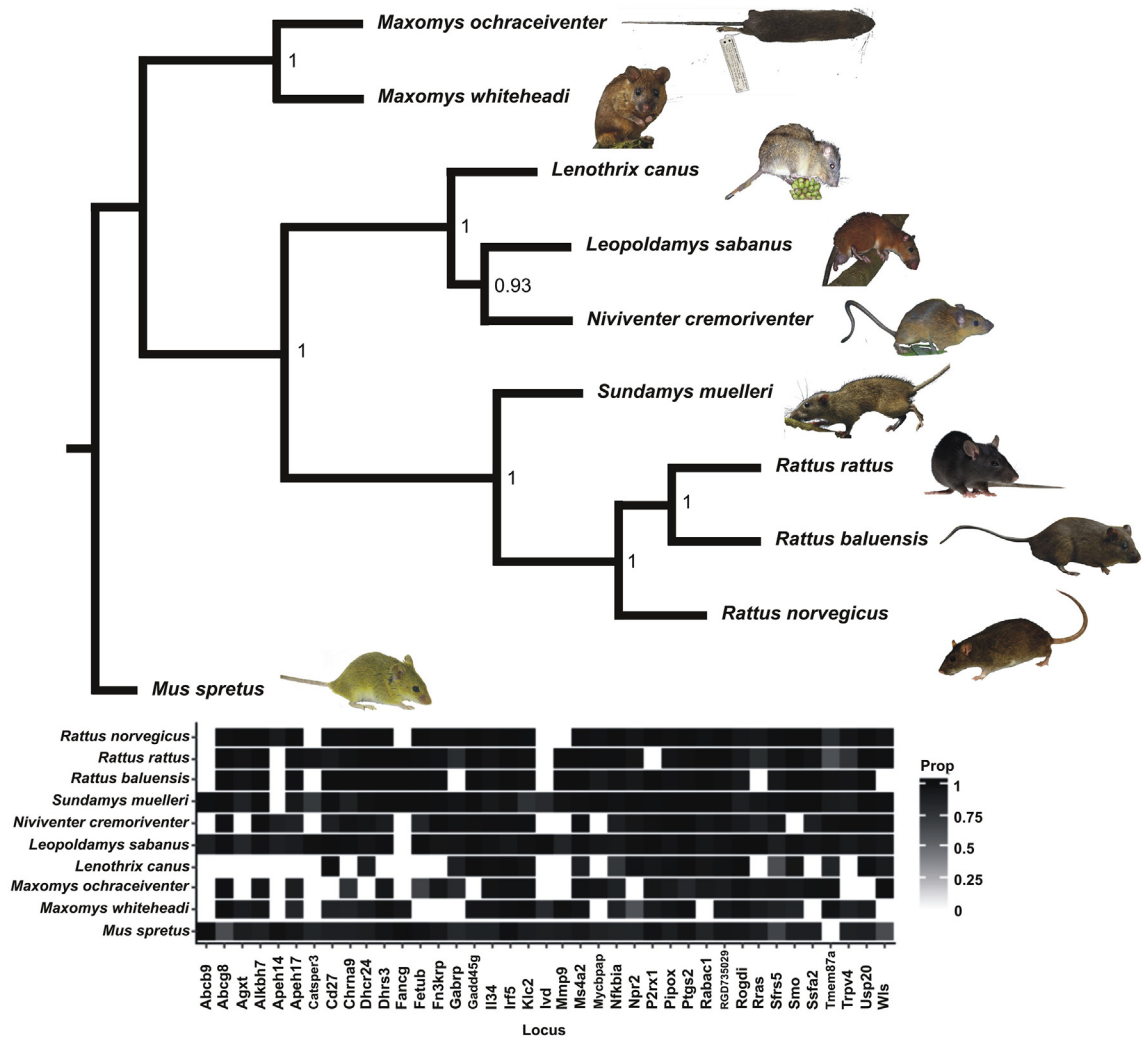 Maxomys ochraceiventer
1
Maxomys whiteheadi
Lenothrix canus
1
Leopoldamys sabanus
0.93
Niviventer cremoriventer
1
Sundamys muelleri
Rattus rattus
1
1
Rattus baluensis
1
Rattus norvegicus
Mus spretus
Rattus norvegicus
Rattus rattus
Rattus baluensis
Sundamys muelleri
Niviventer cremoriventer
Leopoldamys sabanus
Lenothrix canus
Maxomys ochraceiventer
Maxomys whiteheadi
Mus spretus
Prop
1
0.75
0.5
0.25
0
Abcb9
Abcg8
Agxt
Alkbh7
Apeh14
Apeh17
Catsper3
Cd27
Chrna9
Dhcr24
Dhrs3
Fancg
Fetub
Fn3krp
Gabrp
Gadd45g
Il34
Irf5
Klc2
Ivd
Mmp9
Ms4a2
Mycbpap
Nfkbia
Npr2
P2rx1
Pipox
Ptgs2
Rabac1
RGD735029
Rogdi
Rras
Sfrs5
Smo
Ssfa2
Tmem87a
Trpv4
Usp20
Wls
Locus